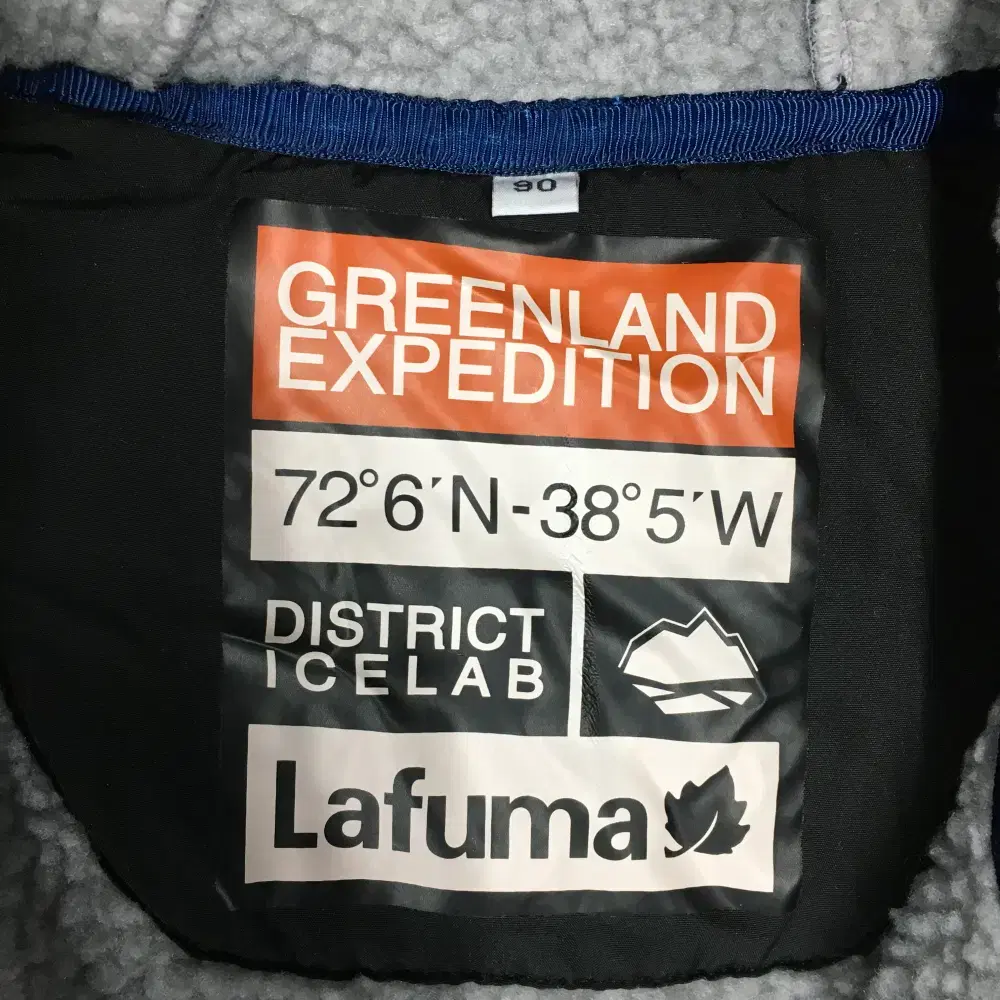 90
GREENLAND
EXPEDITION
72°6′N-38°5′W
DISTRICT
ICELAB
Lafuma